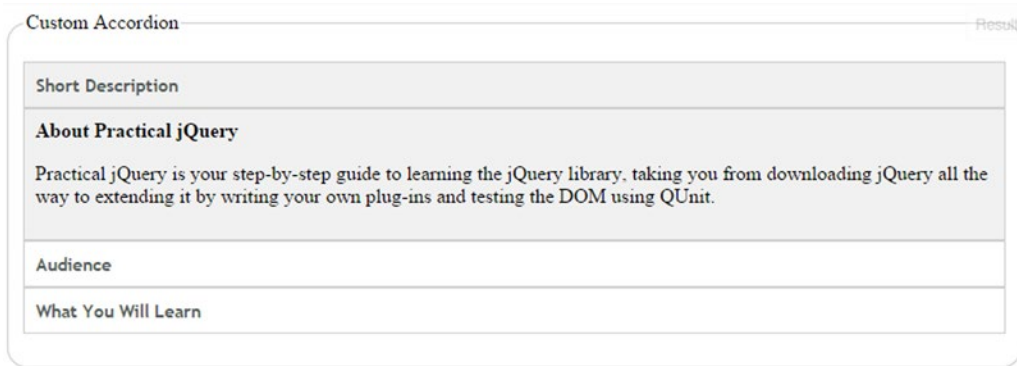 Custom Accordion
Result
Short Description
About Practical jQuery
Practical jQuery is your step-by-step guide to learning the jQuery library, taking you from downloading jQuery all the
way to extending it by writing your own plug-ins and testing the DOM using QUnit.
Audience
What You Will Learn